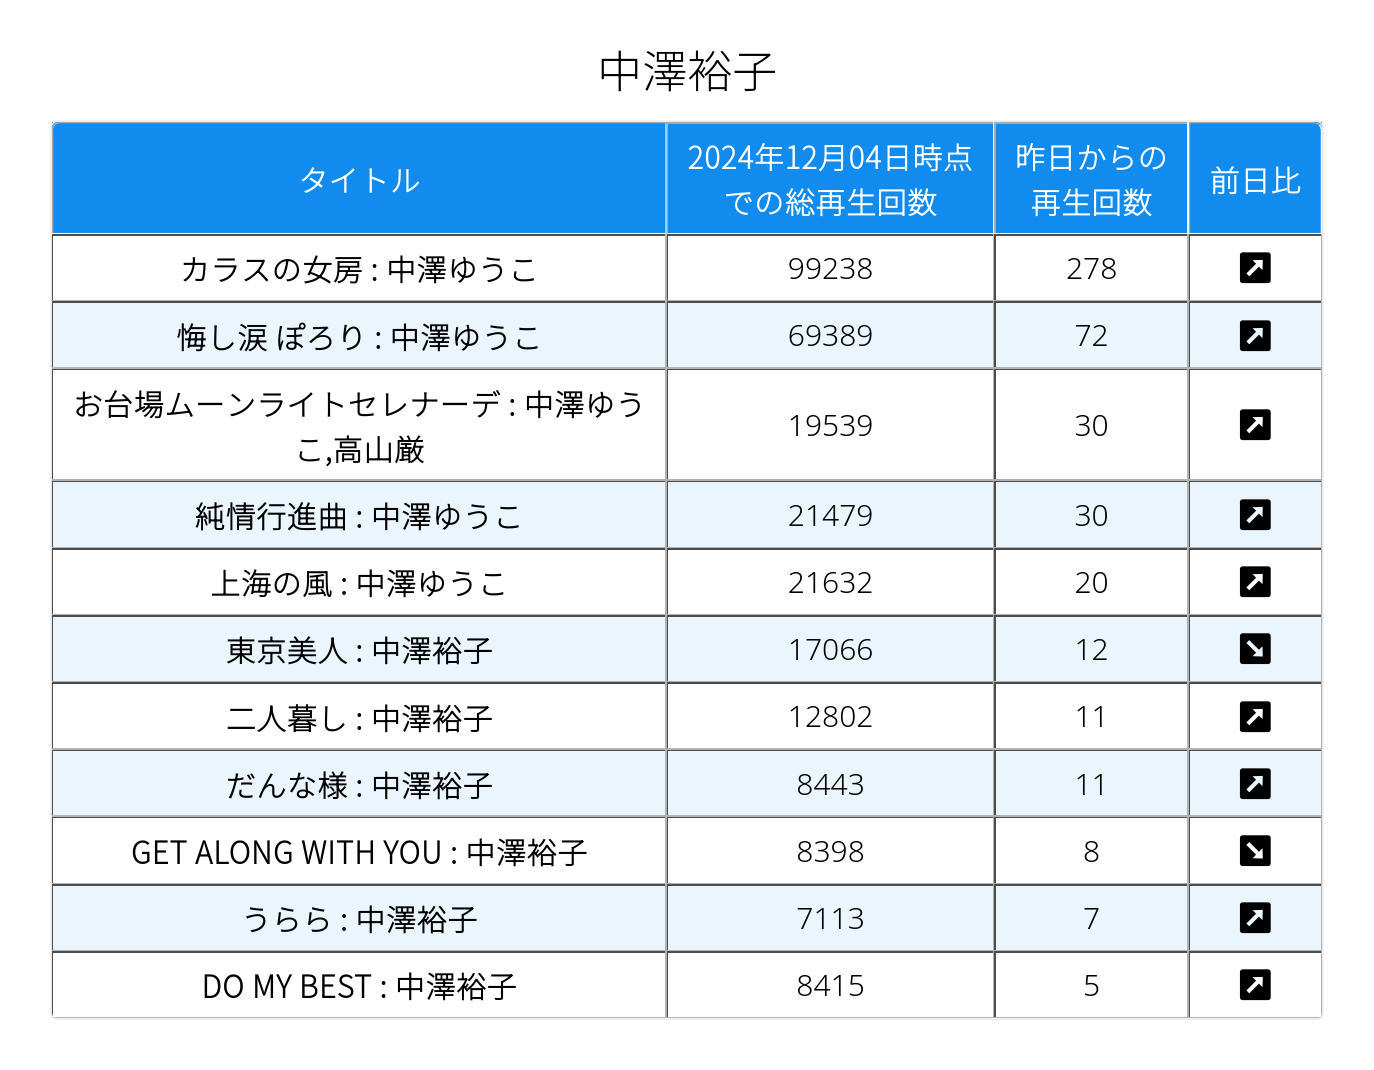 中澤裕子
タイトル
2024年12月04日時点
での総再生回数
昨日からの
再生回数
前日比
カラスの女房 : 中澤ゆうこ
99238
278
悔し涙 ぽろり : 中澤ゆうこ
69389
72
お台場ムーンライトセレナーデ : 中澤ゆう
こ,高山厳
19539
30
純情行進曲 : 中澤ゆうこ
21479
30
上海の風 : 中澤ゆうこ
21632
20
東京美人 : 中澤裕子
17066
12
二人暮し : 中澤裕子
12802
11
だんな様 : 中澤裕子
8443
11
GET ALONG WITH YOU : 中澤裕子
8398
8
うらら : 中澤裕子
7113
7
DO MY BEST : 中澤裕子
8415
5